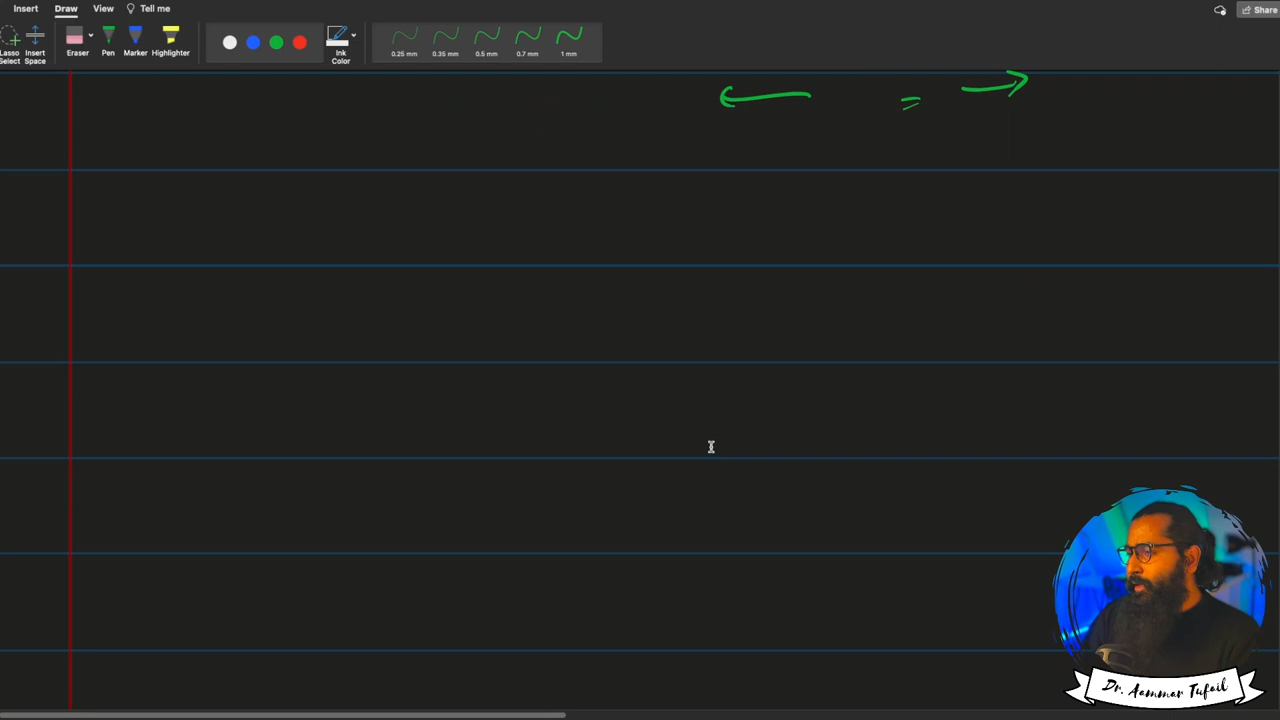 Insert Draw View Tell me Share
Lasso Select Insert Space Eraser Pen Marker Highlighter Ink Color 0.25 mm 0.35 mm 0.5 mm 0.7 mm 1 mm
=
Dr. Aammar Tufail